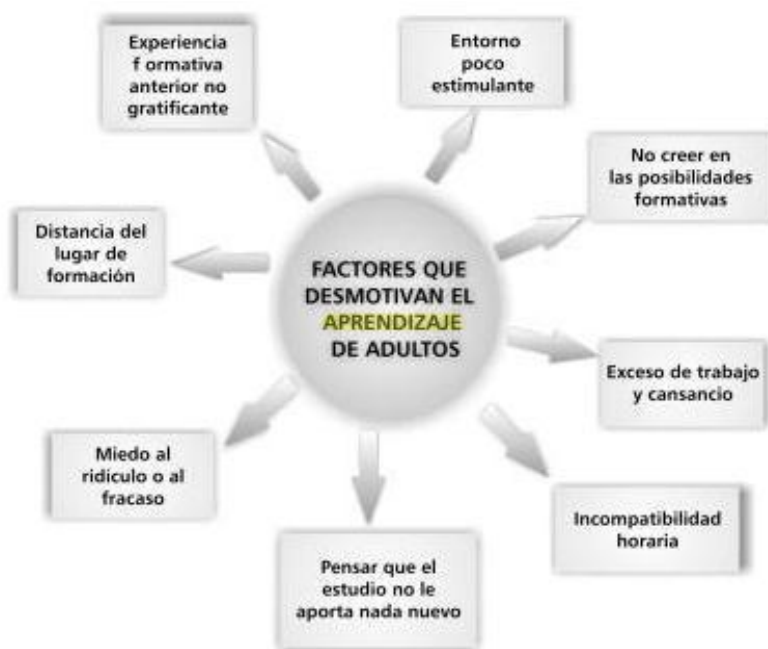 Experiencia
f ormativa
anterior no
gratificante
Entorno
poco
estimulante
No creer en
las posibilidades
formativas
Distancia del
lugar de
formación
FACTORES QUE
DESMOTIVAN EL
APRENDIZAJE
DE ADULTOS
Exceso de trabajo
y cansancio
Miedo al
ridículo o al
fracaso
Incompatibilidad
horaria
Pensar que el
estudio no le
aporta nada nuevo